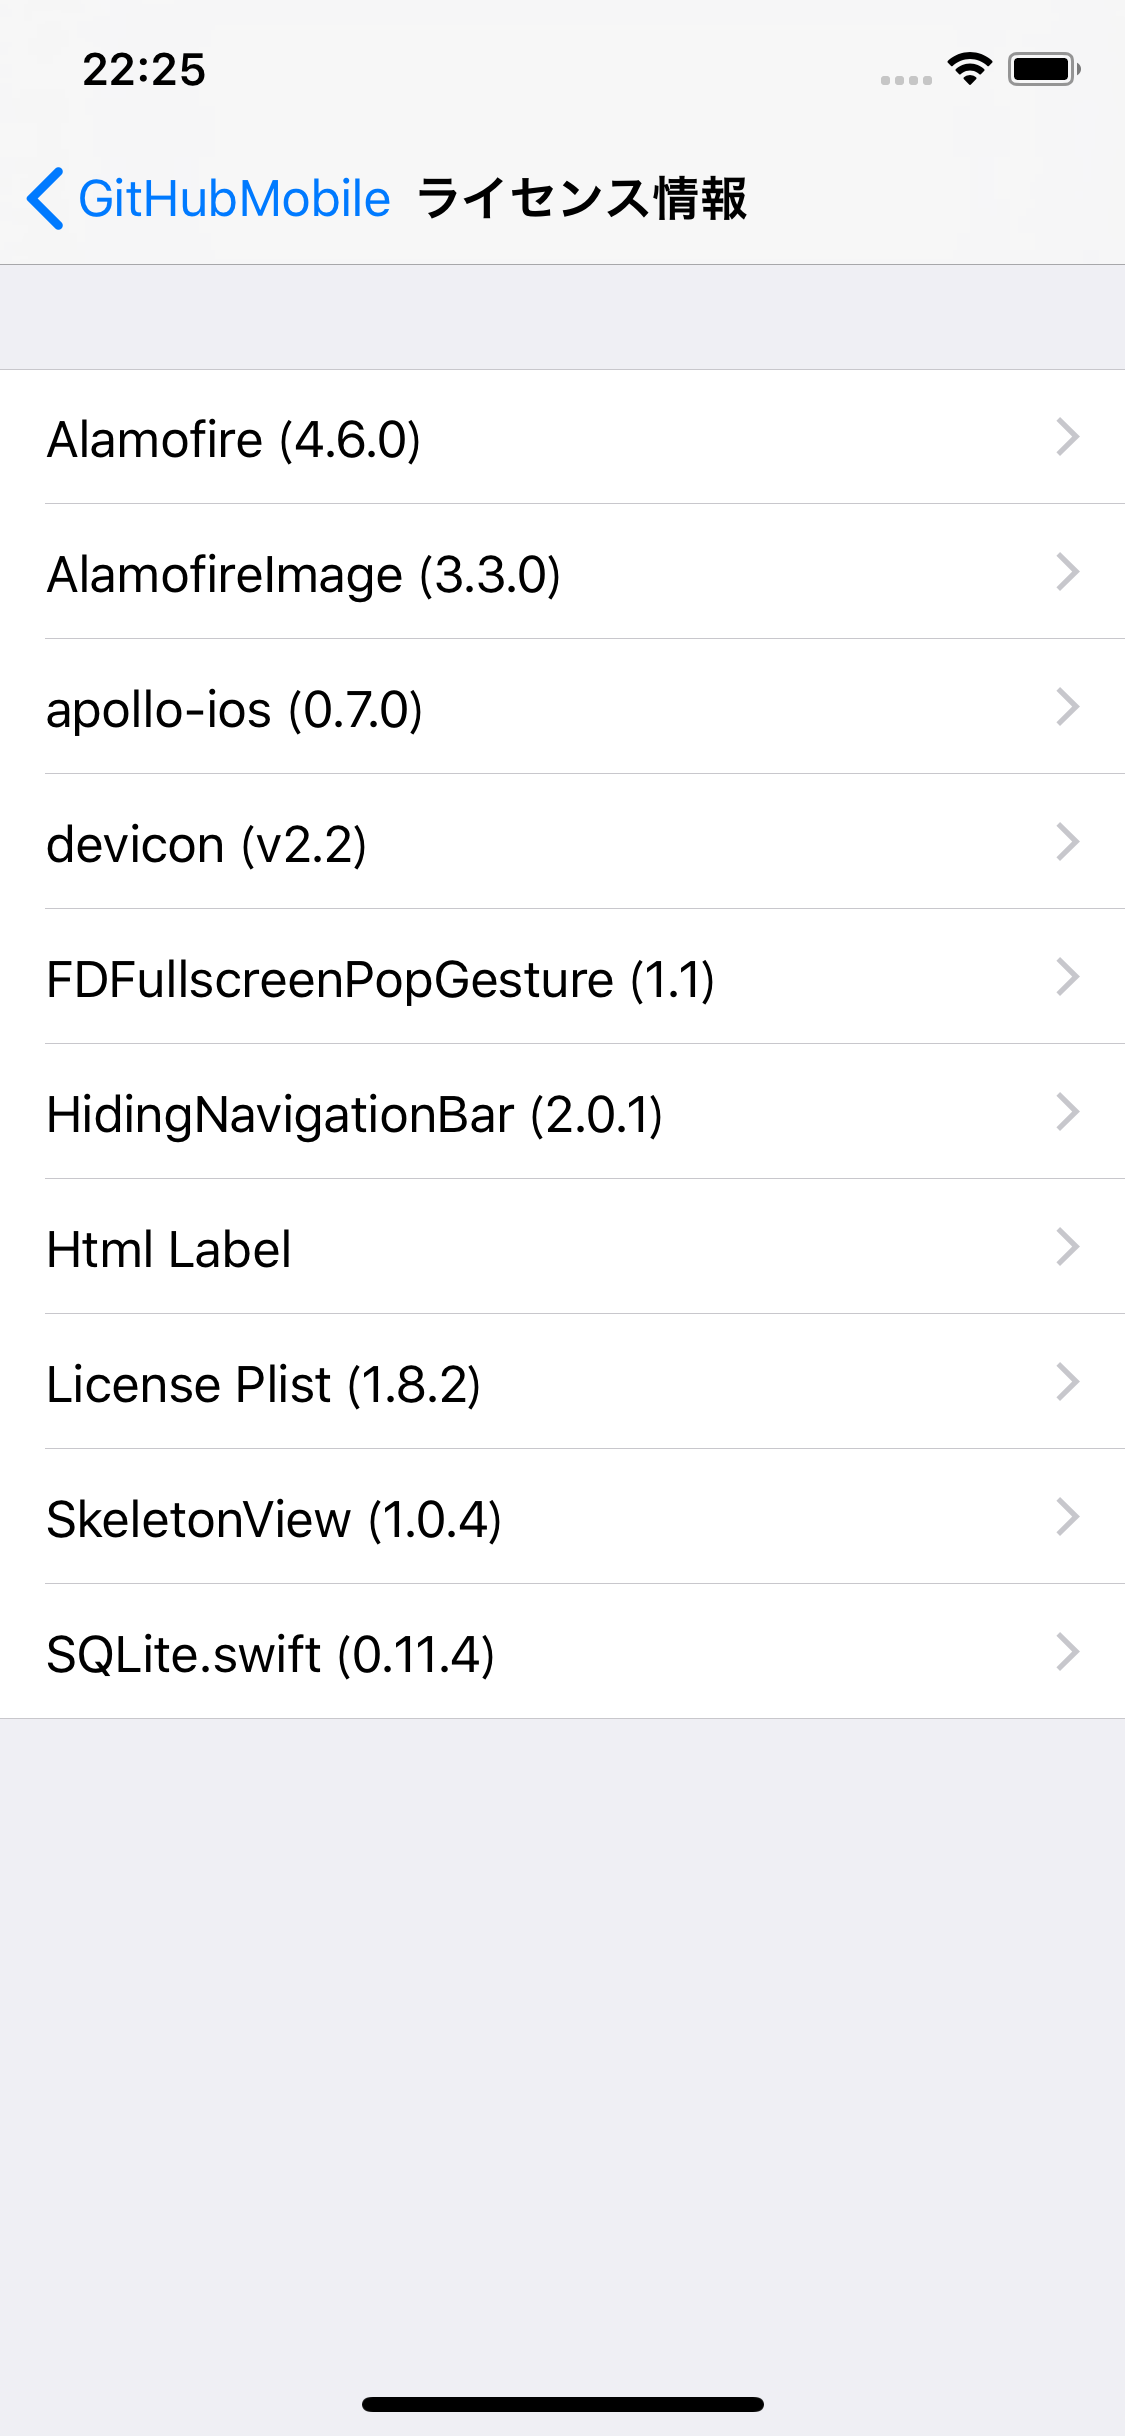 22:25
GitHubMobile ライセンス情報
Alamofire (4.6.0)
AlamofireImage (3.3.0)
apollo-ios (0.7.0)
devicon (v2.2)
FDFullscreenPopGesture (1.1)
HidingNavigationBar (2.0.1)
Html Label
License Plist (1.8.2)
SkeletonView (1.0.4)
SQLite.swift (0.11.4)